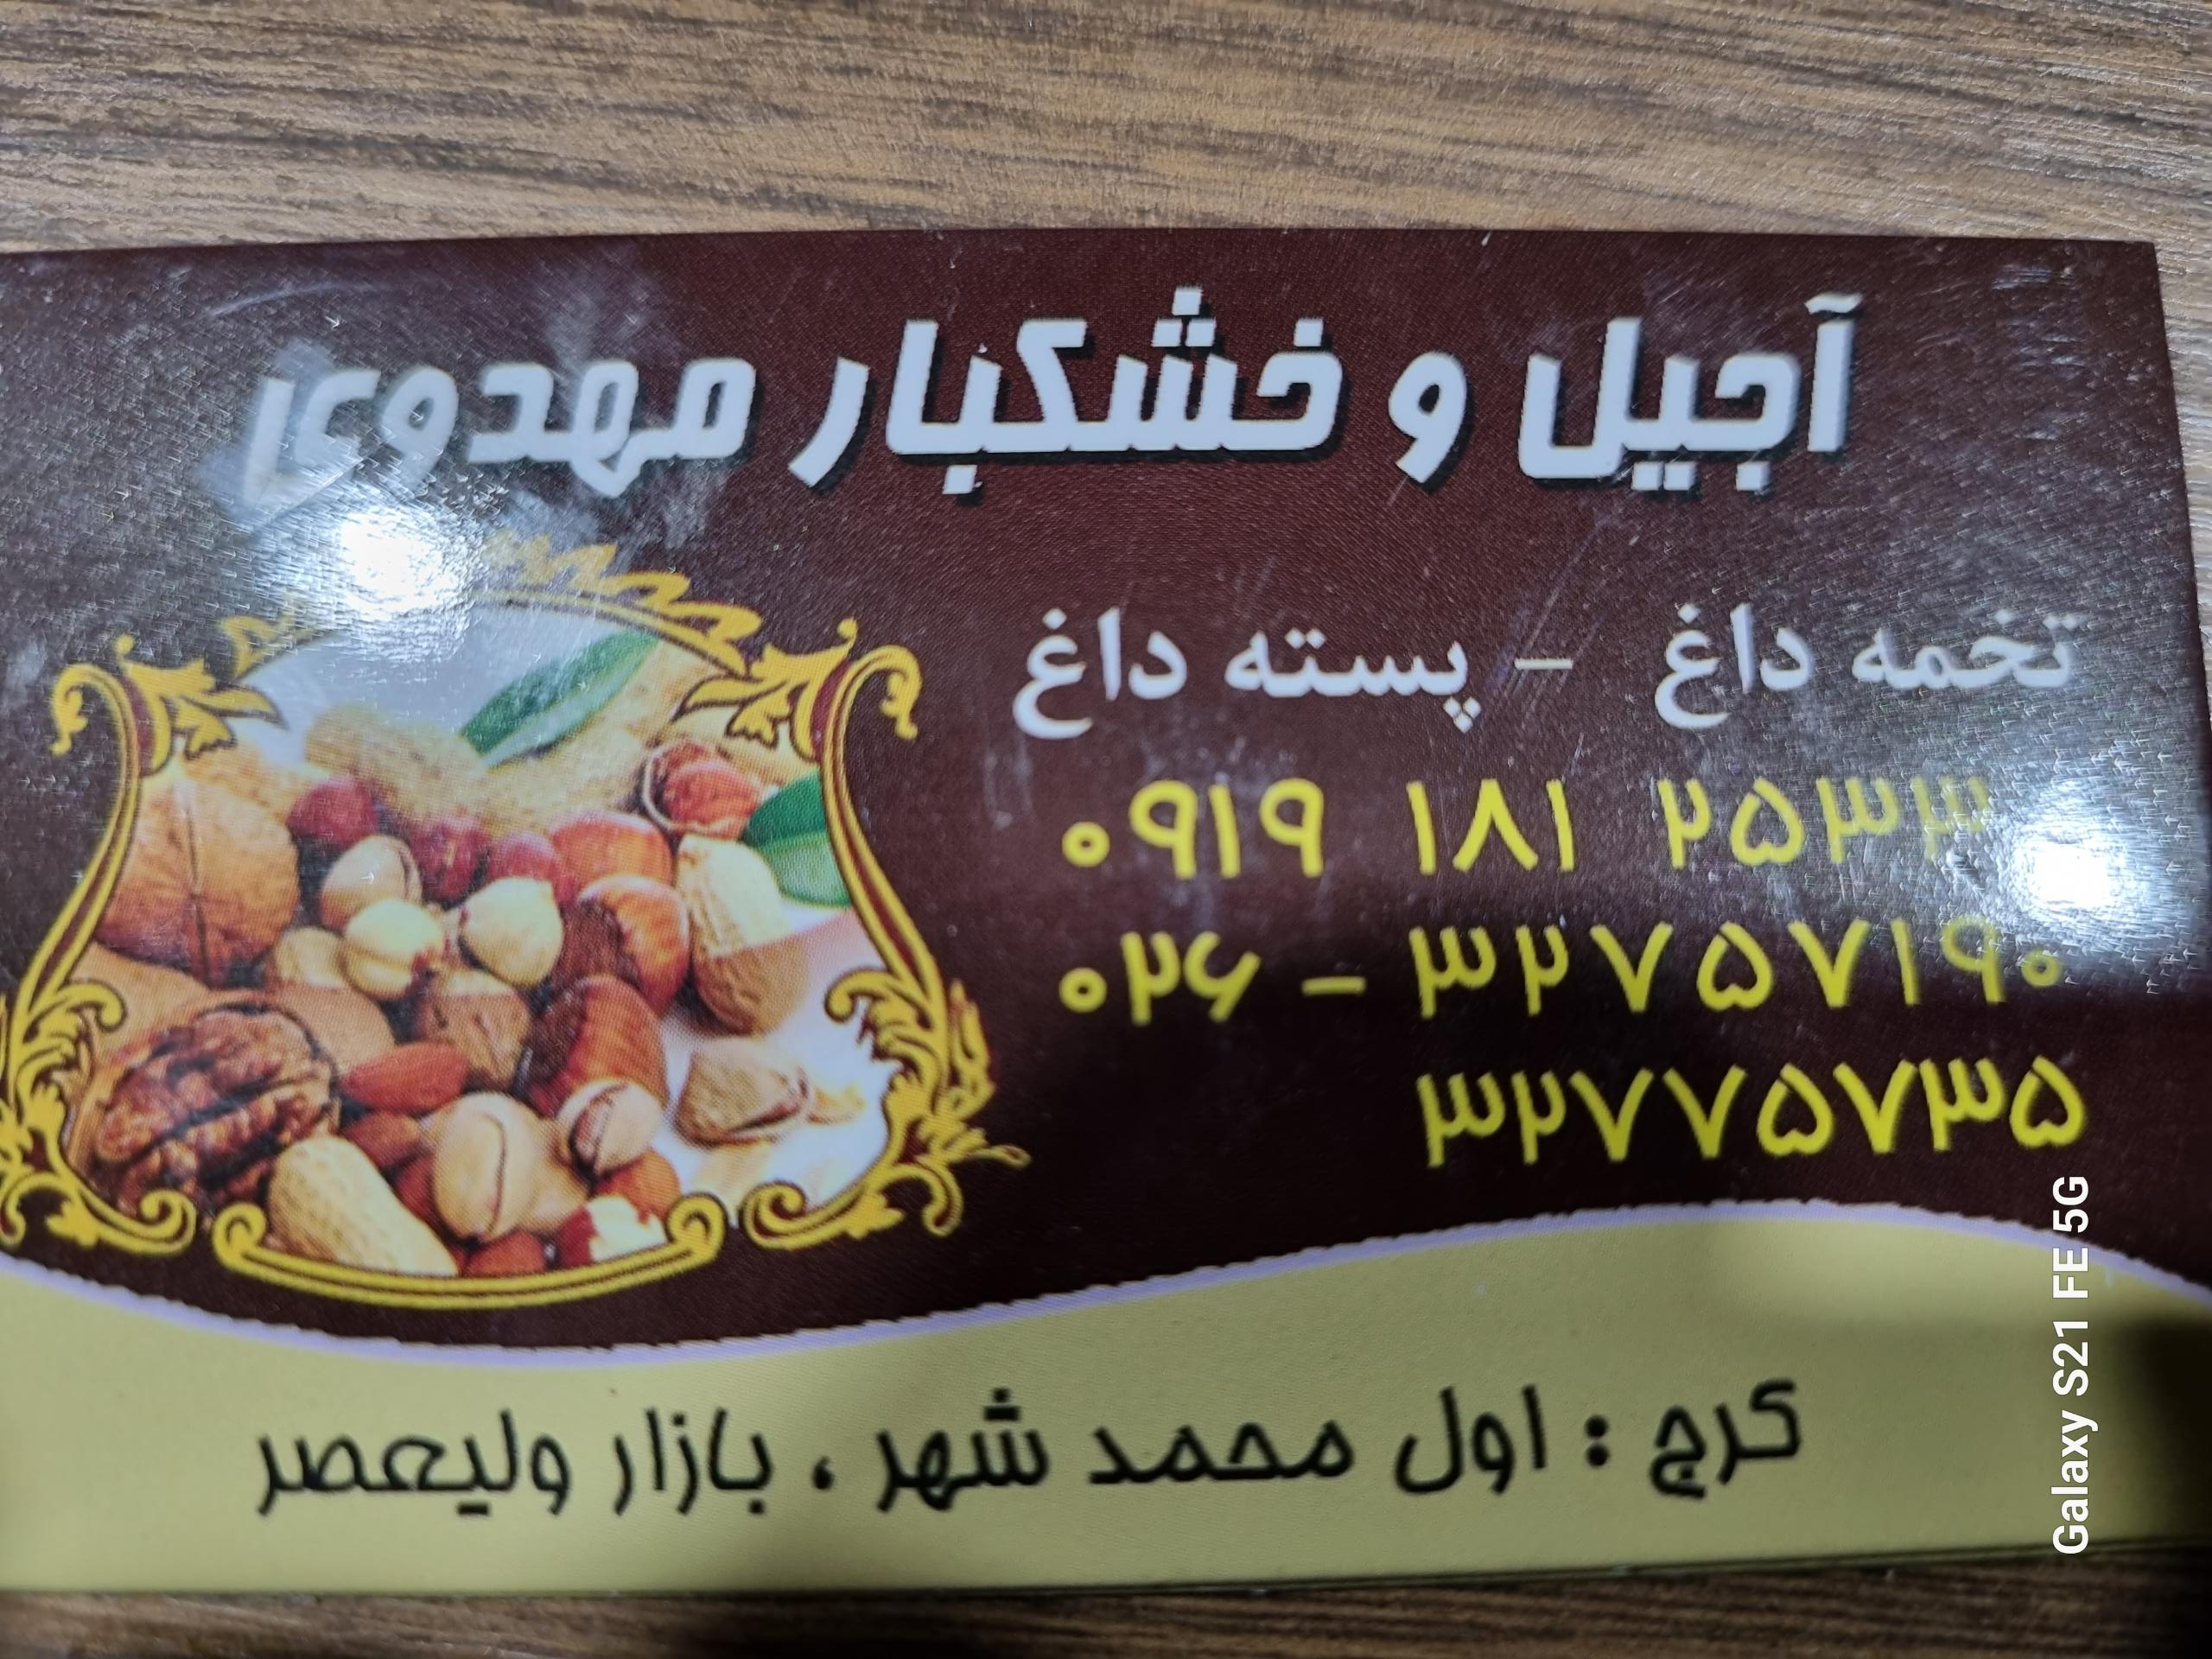 آجیل و خشکبار مهدوی
تخمه داغ – پسته داغ
۰۹۱۹ ۱۸۱ ۲۵۳۳
۰۲۶ – ۳۲۷۵۷۱۹۰
۳۲۷۷۵۷۳۵
کرج : اول محمد شهر ، بازار ولیعصر
Galaxy S21 FE 5G